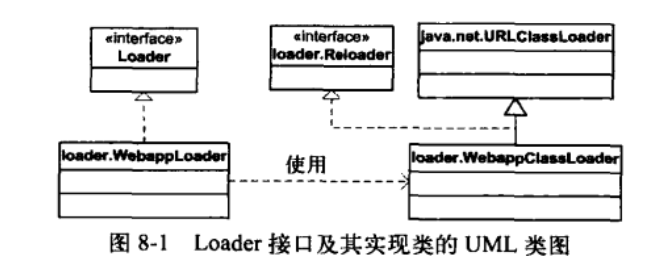 «interface»
Loader
«interface»
loader.Reloader
java.net.URLClassLoader
loader.WebappLoader
使用
loader.WebappClassLoader
图 8-1 Loader 接口及其实现类的 UML 类图